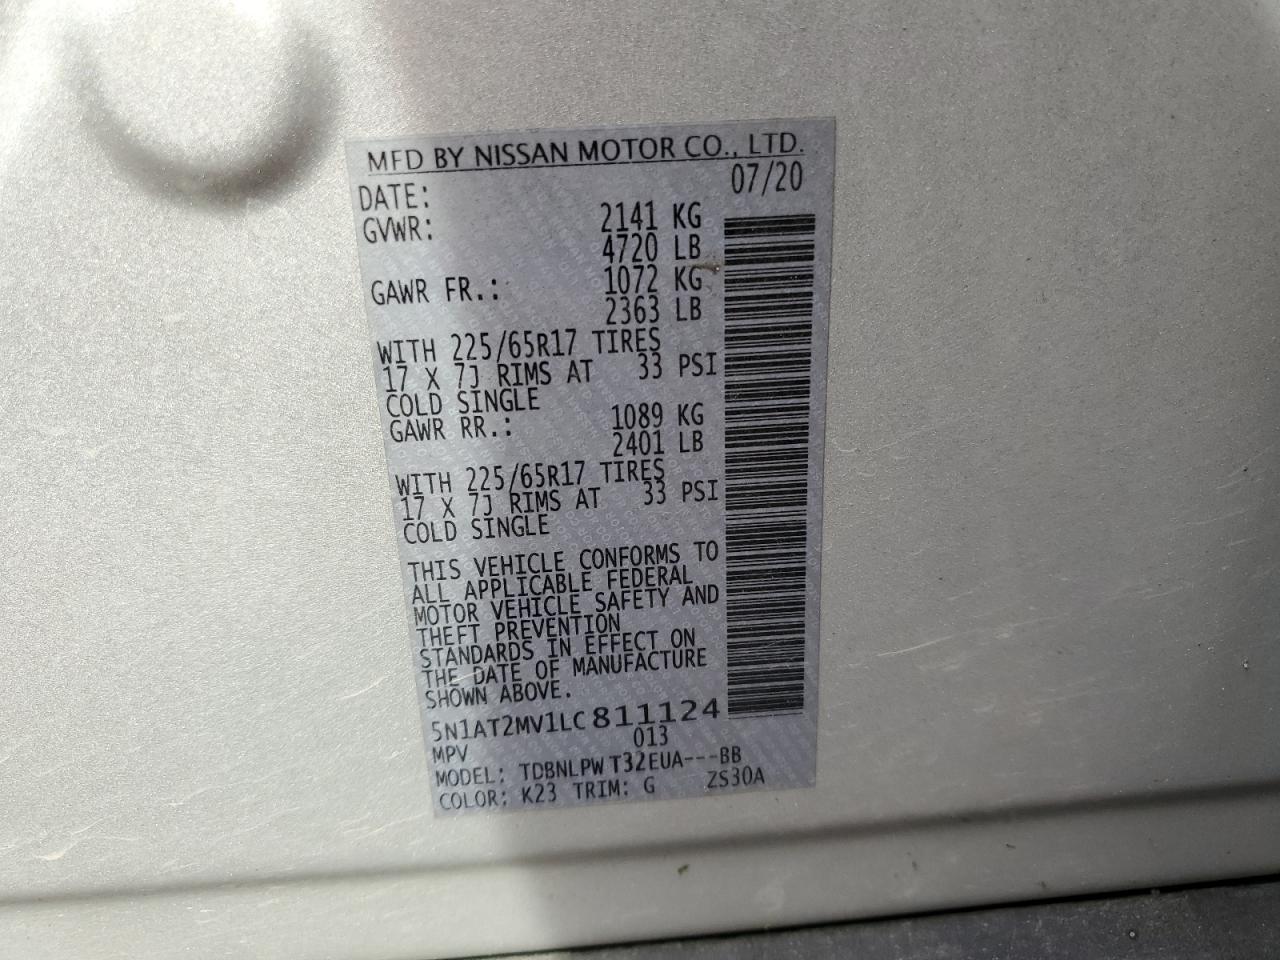 MFD BY NISSAN MOTOR CO., LTD.
DATE: 07/20
GVWR: 2141 KG
4720 LB
GAWR FR.: 1072 KG
2363 LB
WITH 225/65R17 TIRES
17 X 7J RIMS AT 33 PSI
COLD SINGLE
GAWR RR.: 1089 KG
2401 LB
WITH 225/65R17 TIRES
17 X 7J RIMS AT 33 PSI
COLD SINGLE
THIS VEHICLE CONFORMS TO
ALL APPLICABLE FEDERAL
MOTOR VEHICLE SAFETY AND
THEFT PREVENTION
STANDARDS IN EFFECT ON
THE DATE OF MANUFACTURE
SHOWN ABOVE.
5N1AT2MV1LC811124
MPV 013
MODEL: TDBNLPW T32EUA---BB
COLOR: K23 TRIM: G ZS30A